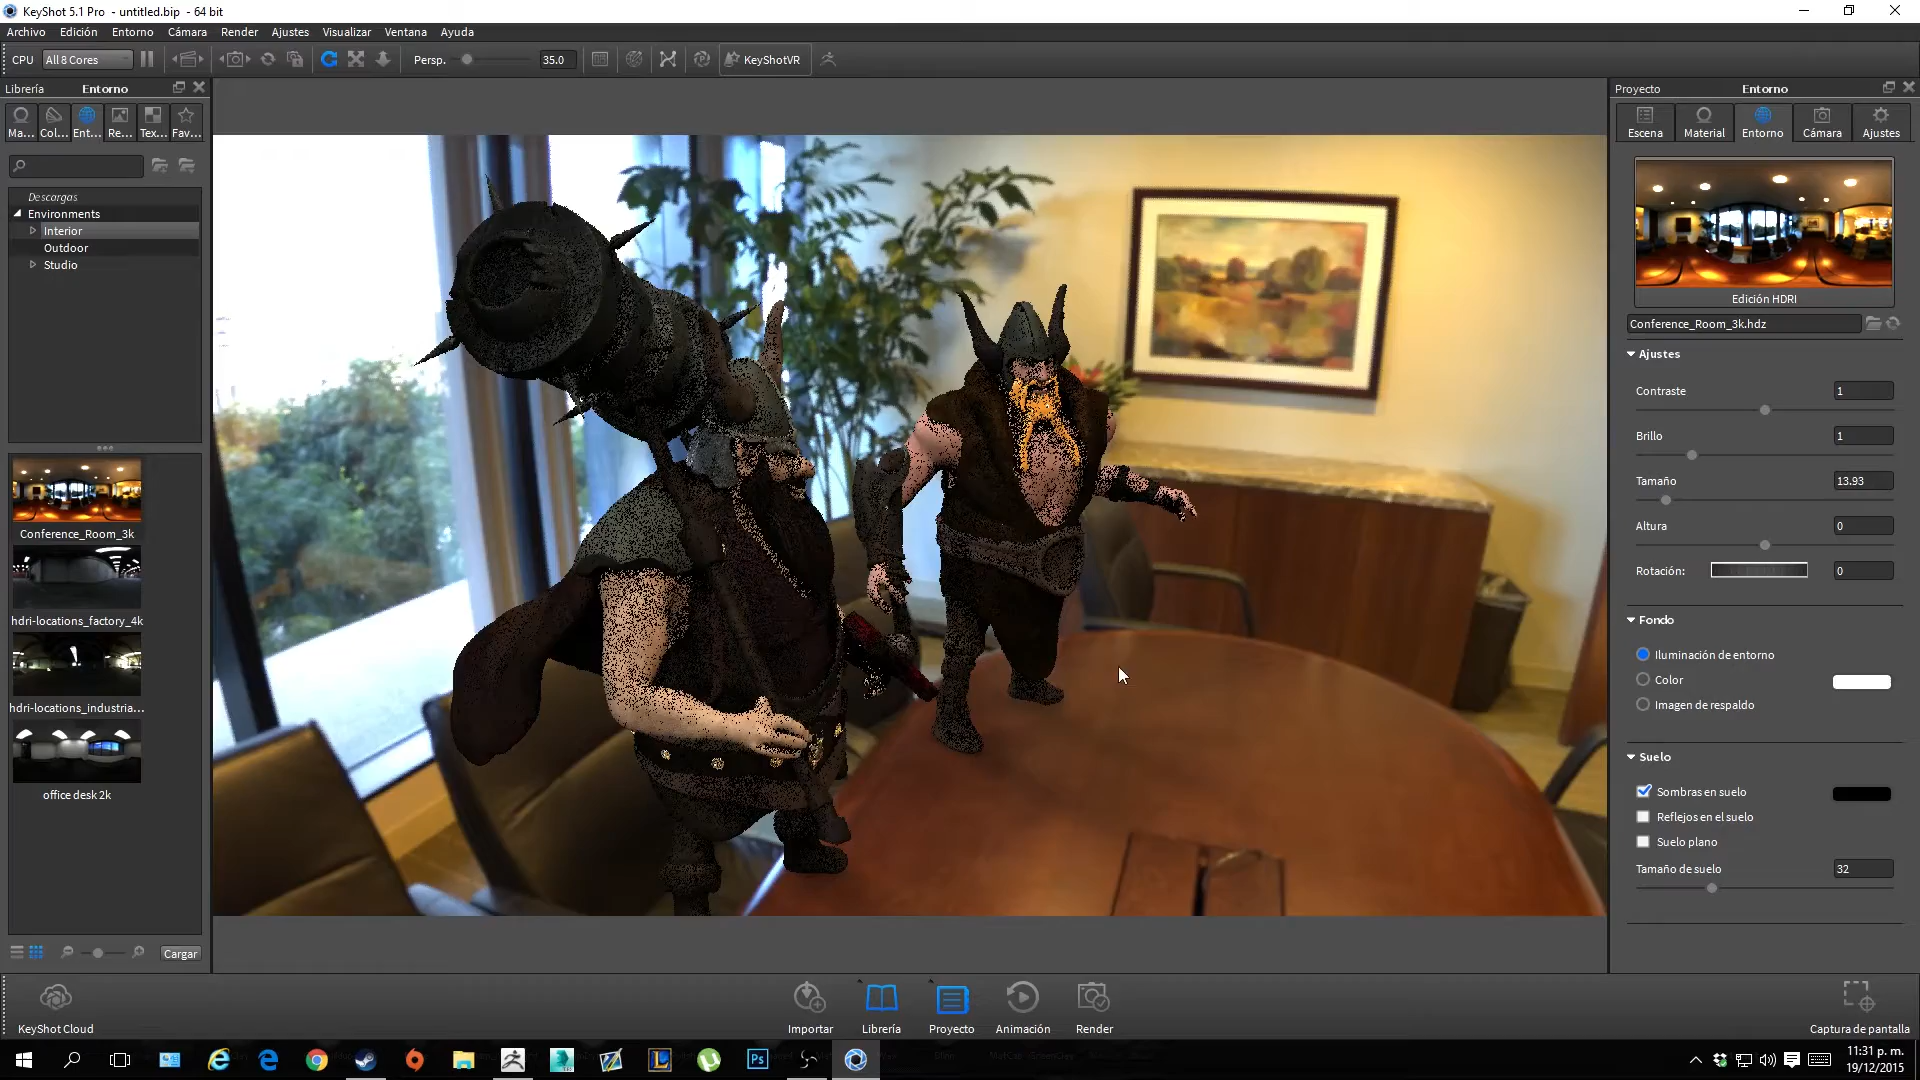 KeyShot 5.1 Pro - untitled.bip - 64 bit
Archivo Edición Entorno Cámara Render Ajustes Visualizar Ventana Ayuda
CPU All 8 Cores Persp. 35.0 KeyShotVR
Librería Entorno
Ma... Col... Ent... Re... Tex... Fav...
Descargas
Environments
Interior
Outdoor
Studio
Conference_Room_3k
hdri-locations_factory_4k
hdri-locations_industria...
office desk 2k
Cargar
Proyecto Entorno
Escena Material Entorno Cámara Ajustes
Edición HDRI
Conference_Room_3k.hdz
Ajustes
Contraste 1
Brillo 1
Tamaño 13.93
Altura 0
Rotación: 0
Fondo
Iluminación de entorno
Color
Imagen de respaldo
Suelo
Sombras en suelo
Reflejos en el suelo
Suelo plano
Tamaño de suelo 32
KeyShot Cloud Importar Librería Proyecto Animación Render Captura de pantalla
Ps
11:31 p. m.
19/12/2015